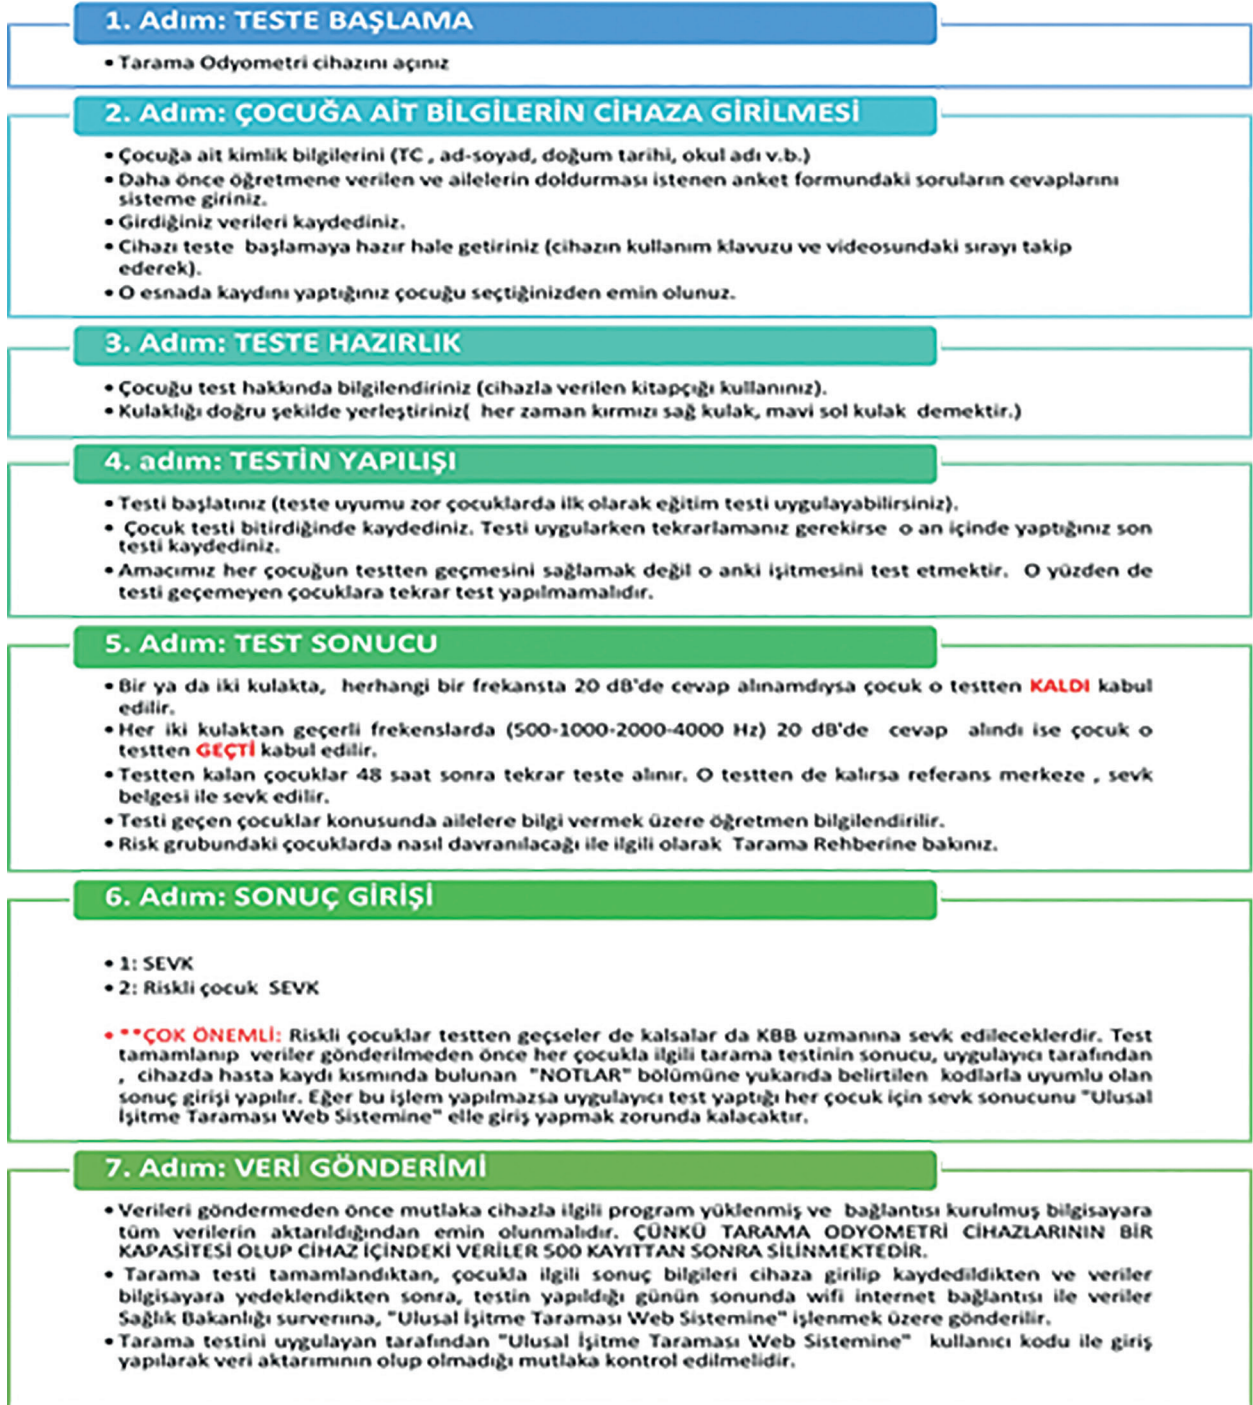 1. Adım: TESTE BAŞLAMA
• Tarama Odyometri cihazını açınız
2. Adım: ÇOCUĞA AİT BİLGİLERİN CİHAZA GİRİLMESİ
• Çocuğa ait kimlik bilgilerini (TC , ad-soyad, doğum tarihi, okul adı v.b.)
• Daha önce öğretmene verilen ve ailelerin doldurması istenen anket formundaki soruların cevaplarını
sisteme giriniz.
• Girdiğiniz verileri kaydediniz.
• Cihazı teste başlamaya hazır hale getiriniz (cihazın kullanım klavuzu ve videosundaki sırayı takip
ederek).
• O esnada kaydını yaptığınız çocuğu seçtiğinizden emin olunuz.
3. Adım: TESTE HAZIRLIK
• Çocuğu test hakkında bilgilendiriniz (cihazla verilen kitapçığı kullanınız).
• Kulaklığı doğru şekilde yerleştiriniz( her zaman kırmızı sağ kulak, mavi sol kulak demektir.)
4. adım: TESTİN YAPILIŞI
• Testi başlatınız (teste uyumu zor çocuklarda ilk olarak eğitim testi uygulayabilirsiniz).
• Çocuk testi bitirdiğinde kaydediniz. Testi uygularken tekrarlamanız gerekirse o an içinde yaptığınız son
testi kaydediniz.
• Amacımız her çocuğun testten geçmesini sağlamak değil o anki işitmesini test etmektir. O yüzden de
testi geçemeyen çocuklara tekrar test yapılmamalıdır.
5. Adım: TEST SONUCU
• Bir ya da iki kulakta, herhangi bir frekansta 20 dB'de cevap alınamdıysa çocuk o testten KALDI kabul
edilir.
• Her iki kulaktan geçerli frekenslarda (500-1000-2000-4000 Hz) 20 dB'de cevap alındı ise çocuk o
testten GEÇTİ kabul edilir.
• Testten kalan çocuklar 48 saat sonra tekrar teste alınır. O testten de kalırsa referans merkeze , sevk
belgesi ile sevk edilir.
• Testi geçen çocuklar konusunda ailelere bilgi vermek üzere öğretmen bilgilendirilir.
• Risk grubundaki çocuklarda nasıl davranılacağı ile ilgili olarak Tarama Rehberine bakınız.
6. Adım: SONUÇ GİRİŞİ
• 1: SEVK
• 2: Riskli çocuk SEVK
• **ÇOK ÖNEMLİ: Riskli çocuklar testten geçseler de kalsalar da KBB uzmanına sevk edileceklerdir. Test
tamamlanıp veriler gönderilmeden önce her çocukla ilgili tarama testinin sonucu, uygulayıcı tarafından
, cihazda hasta kaydı kısmında bulunan "NOTLAR" bölümüne yukarıda belirtilen kodlarla uyumlu olan
sonuç girişi yapılır. Eğer bu işlem yapılmazsa uygulayıcı test yaptığı her çocuk için sevk sonucunu "Ulusal
İşitme Taraması Web Sistemine" elle giriş yapmak zorunda kalacaktır.
7. Adım: VERİ GÖNDERİMİ
• Verileri göndermeden önce mutlaka cihazla ilgili program yüklenmiş ve bağlantısı kurulmuş bilgisayara
tüm verilerin aktarıldığından emin olunmalıdır. ÇÜNKÜ TARAMA ODYOMETRİ CİHAZLARININ BİR
KAPASİTESİ OLUP CİHAZ İÇİNDEKİ VERİLER 500 KAYITTAN SONRA SİLİNMEKTEDİR.
• Tarama testi tamamlandıktan, çocukla ilgili sonuç bilgileri cihaza girilip kaydedildikten ve veriler
bilgisayara yedeklendikten sonra, testin yapıldığı günün sonunda wifi internet bağlantısı ile veriler
Sağlık Bakanlığı surverına, "Ulusal İşitme Taraması Web Sistemine" işlenmek üzere gönderilir.
• Tarama testini uygulayan tarafından "Ulusal İşitme Taraması Web Sistemine" kullanıcı kodu ile giriş
yapılarak veri aktarımının olup olmadığı mutlaka kontrol edilmelidir.